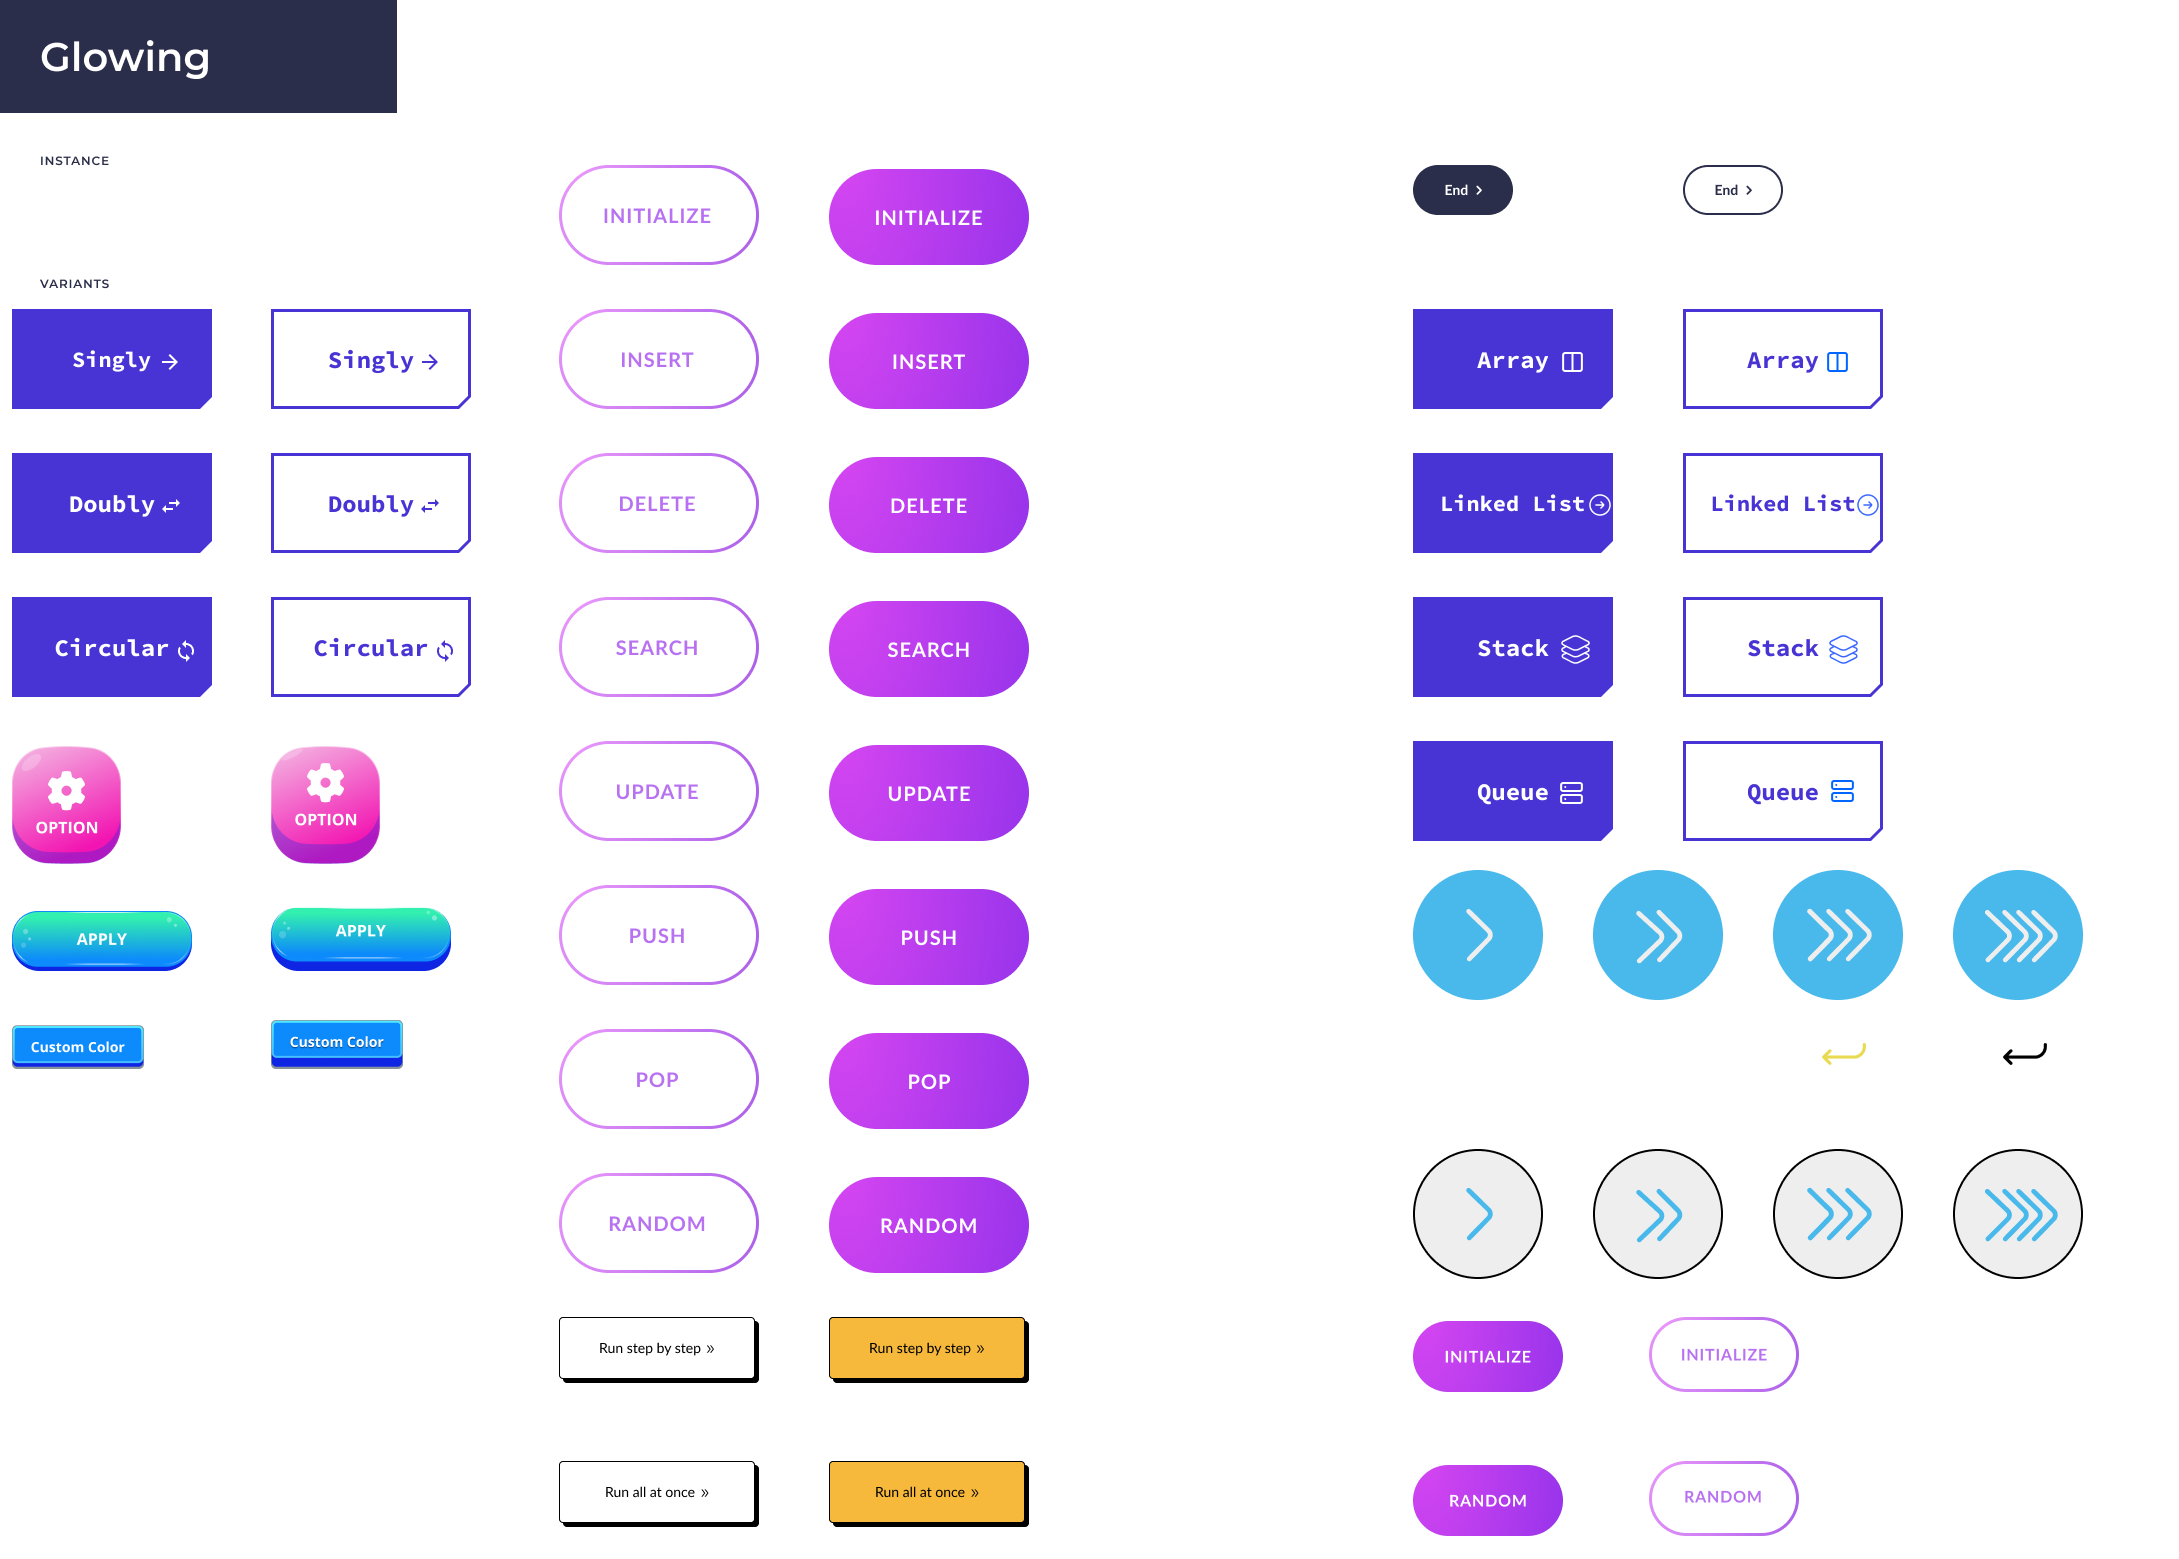 Glowing
INSTANCE
VARIANTS
Singly
Singly
Doubly
Doubly
Circular
Circular
OPTION
OPTION
APPLY
APPLY
Custom Color
Custom Color
INITIALIZE
INITIALIZE
INSERT
INSERT
DELETE
DELETE
SEARCH
SEARCH
UPDATE
UPDATE
PUSH
PUSH
POP
POP
RANDOM
RANDOM
Run step by step »
Run step by step »
Run all at once »
Run all at once »
End
End
Array
Array
Linked List
Linked List
Stack
Stack
Queue
Queue
INITIALIZE
INITIALIZE
RANDOM
RANDOM